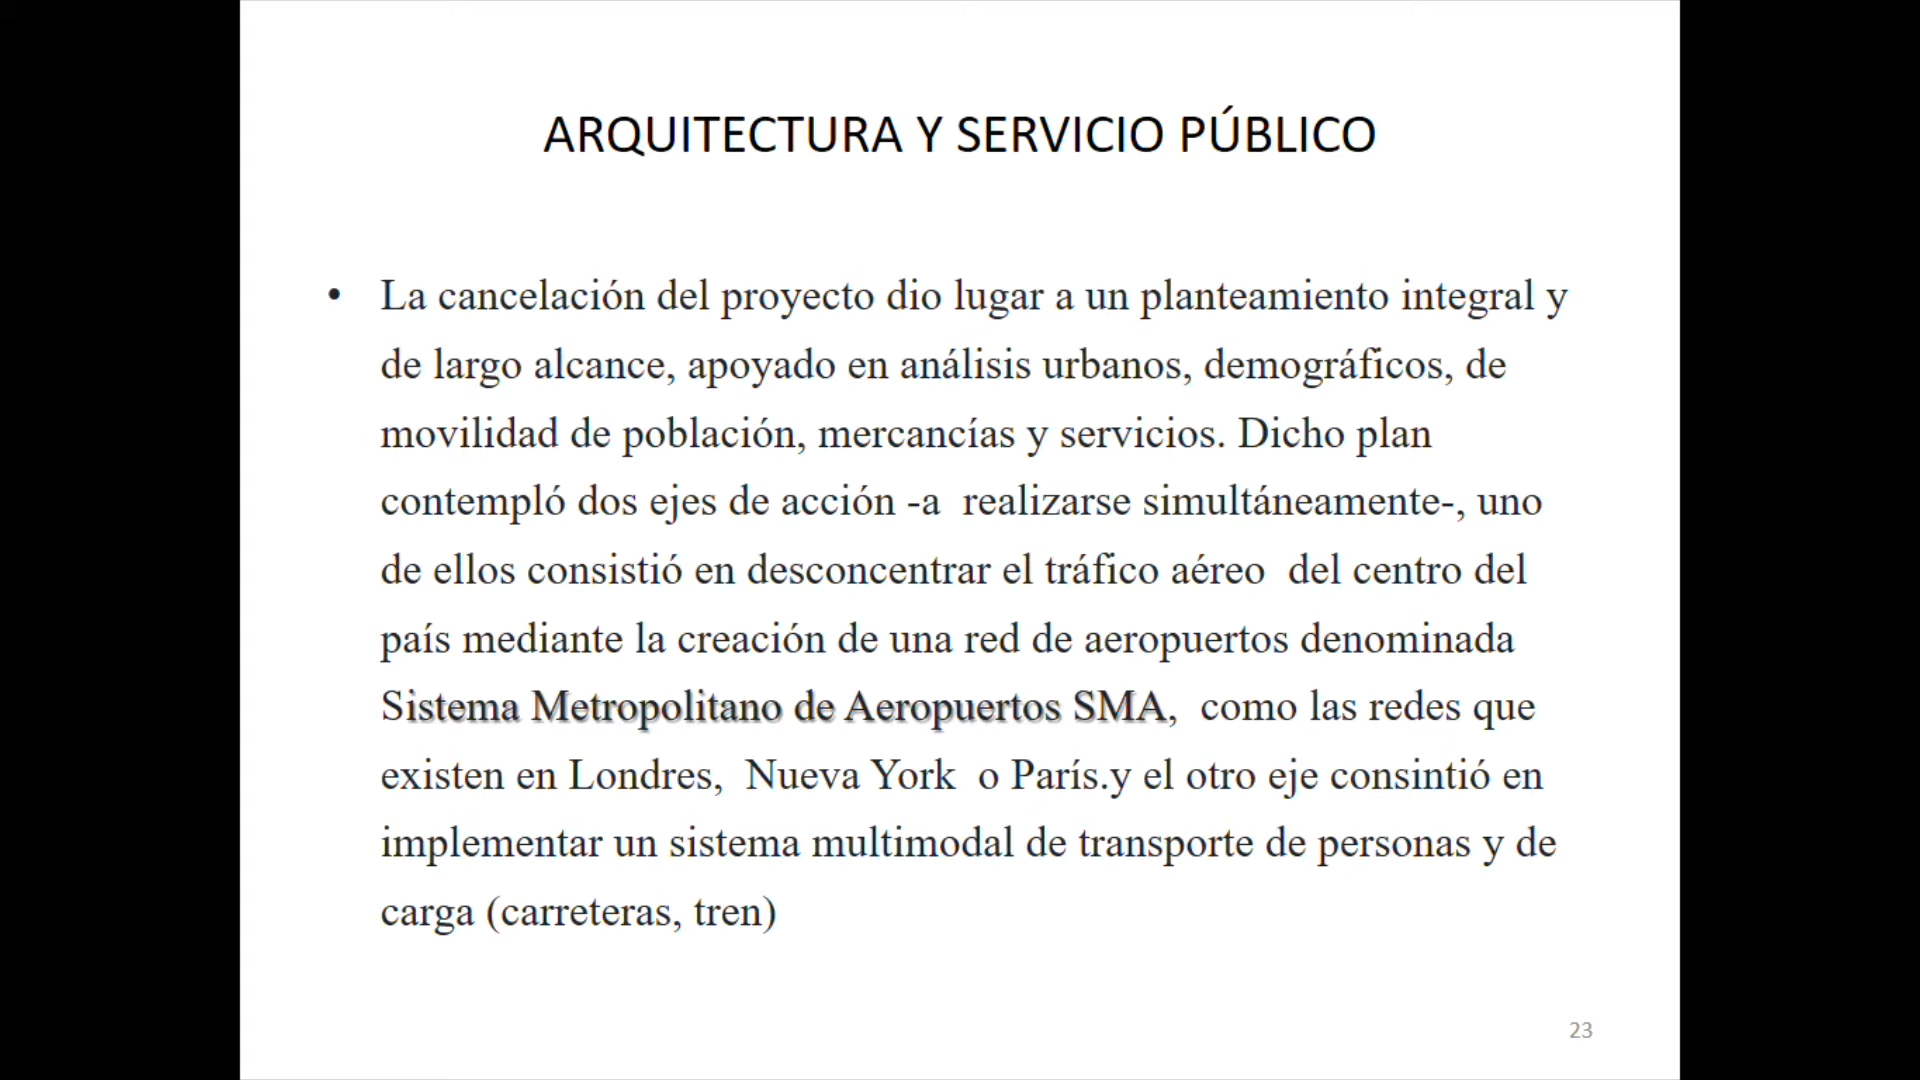 ARQUITECTURA Y SERVICIO PÚBLICO
• La cancelación del proyecto dio lugar a un planteamiento integral y
de largo alcance, apoyado en análisis urbanos, demográficos, de
movilidad de población, mercancías y servicios. Dicho plan
contempló dos ejes de acción -a  realizarse simultáneamente-, uno
de ellos consistió en desconcentrar el tráfico aéreo  del centro del
país mediante la creación de una red de aeropuertos denominada
Sistema Metropolitano de Aeropuertos SMA,  como las redes que
existen en Londres,  Nueva York  o París.y el otro eje consintió en
implementar un sistema multimodal de transporte de personas y de
carga (carreteras, tren)
23